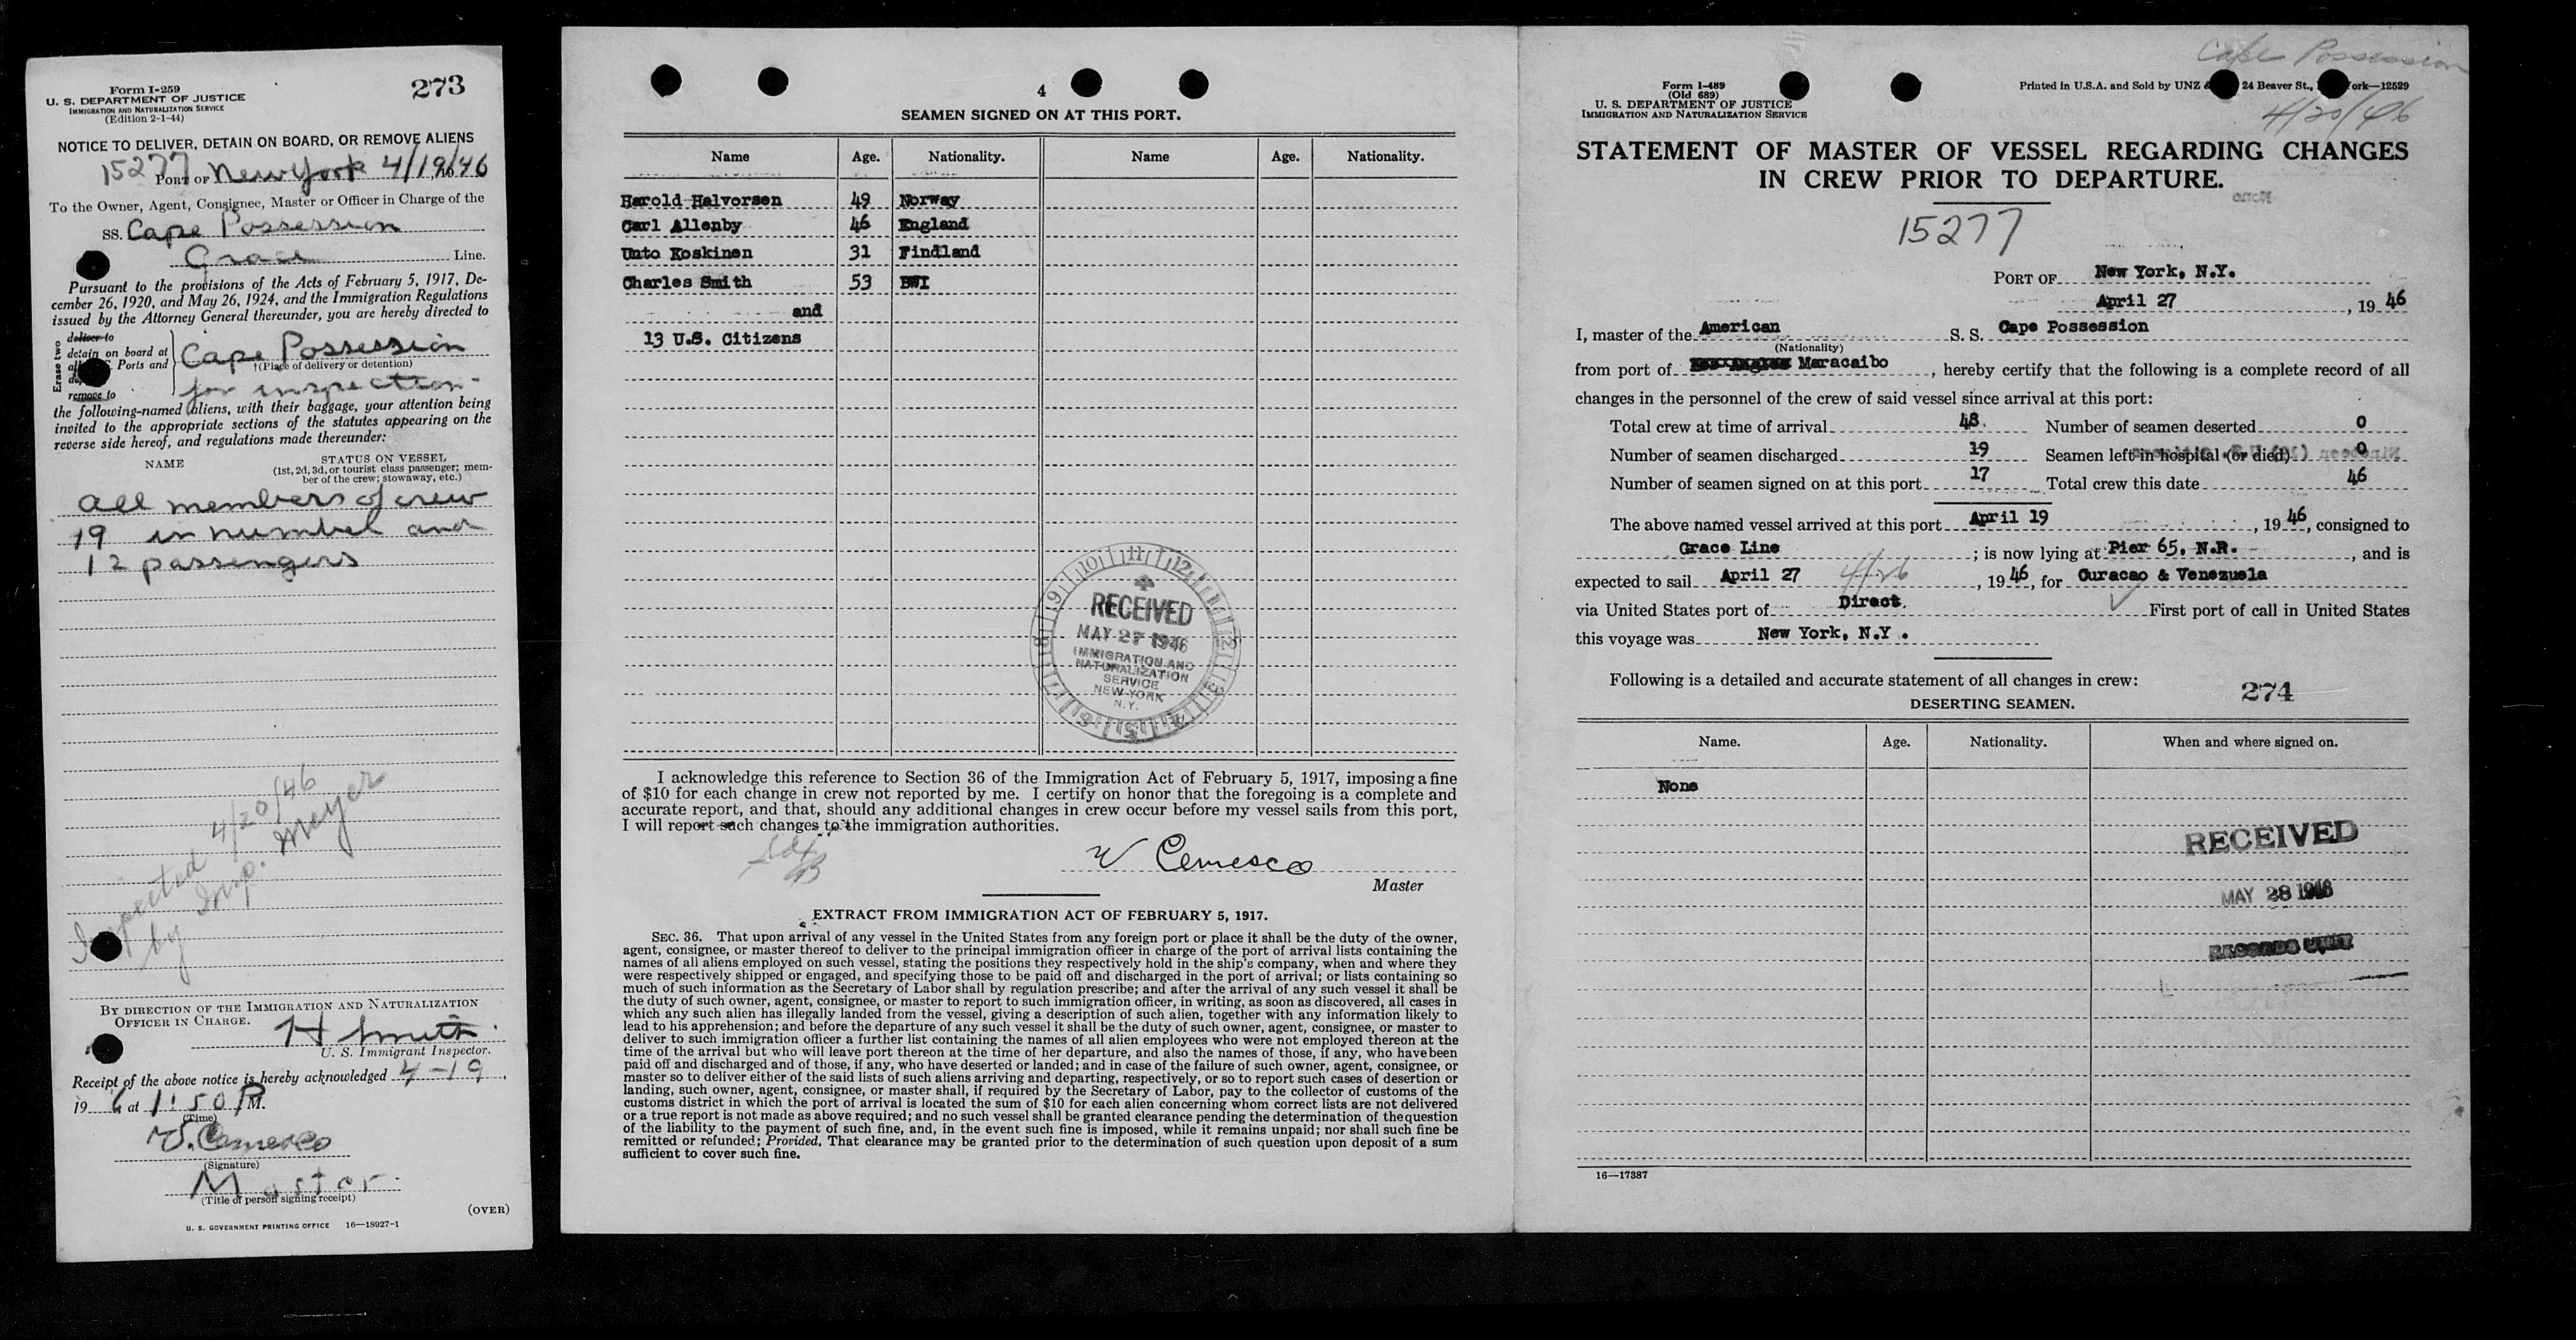 Form I-259
U. S. DEPARTMENT OF JUSTICE
IMMIGRATION AND NATURALIZATION SERVICE
(Edition 2-1-44)
273
NOTICE TO DELIVER, DETAIN ON BOARD, OR REMOVE ALIENS
15277 PORT OF New York 4/19/46
To the Owner, Agent, Consignee, Master or Officer in Charge of the
SS. Cape Possession
Grace Line.
Pursuant to the provisions of the Acts of February 5, 1917, De-
cember 26, 1920, and May 26, 1924, and the Immigration Regulations
issued by the Attorney General thereunder, you are hereby directed to
Erase two
deliver to
detain on board at
Ports and
remove to
Cape Possession
†(Place of delivery or detention)
for inspection-
the following-named aliens, with their baggage, your attention being
invited to the appropriate sections of the statutes appearing on the
reverse side hereof, and regulations made thereunder:
NAME
STATUS ON VESSEL
(1st, 2d, 3d, or tourist class passenger; mem-
ber of the crew; stowaway, etc.)
all members of crew
19 in number and
12 passengers
Inspected 4/20/46
by Insp. Meyer
BY DIRECTION OF THE IMMIGRATION AND NATURALIZATION
OFFICER IN CHARGE.
H Smith
U. S. Immigrant Inspector.
Receipt of the above notice is hereby acknowledged 4-19,
19 6 at 1:50 P M.
(Time)
W. Cemesco
(Signature)
Master
(Title of person signing receipt)
(OVER)
U. S. GOVERNMENT PRINTING OFFICE 16—18927-1
4
SEAMEN SIGNED ON AT THIS PORT.
Name Age. Nationality. Name Age. Nationality.
Harold Halvorsen 49 Norway
Carl Allenby 46 England
Unto Koskinen 31 Findland
Charles Smith 53 BWI
and
13 U.S. Citizens
RECEIVED
MAY 27 1946
IMMIGRATION AND
NATURALIZATION
SERVICE
NEW YORK
N.Y.
I acknowledge this reference to Section 36 of the Immigration Act of February 5, 1917, imposing a fine
of $10 for each change in crew not reported by me. I certify on honor that the foregoing is a complete and
accurate report, and that, should any additional changes in crew occur before my vessel sails from this port,
I will report such changes to the immigration authorities.
W Cemesco
Master
EXTRACT FROM IMMIGRATION ACT OF FEBRUARY 5, 1917.
SEC. 36. That upon arrival of any vessel in the United States from any foreign port or place it shall be the duty of the owner,
agent, consignee, or master thereof to deliver to the principal immigration officer in charge of the port of arrival lists containing the
names of all aliens employed on such vessel, stating the positions they respectively hold in the ship's company, when and where they
were respectively shipped or engaged, and specifying those to be paid off and discharged in the port of arrival; or lists containing so
much of such information as the Secretary of Labor shall by regulation prescribe; and after the arrival of any such vessel it shall be
the duty of such owner, agent, consignee, or master to report to such immigration officer, in writing, as soon as discovered, all cases in
which any such alien has illegally landed from the vessel, giving a description of such alien, together with any information likely to
lead to his apprehension; and before the departure of any such vessel it shall be the duty of such owner, agent, consignee, or master to
deliver to such immigration officer a further list containing the names of all alien employees who were not employed thereon at the
time of the arrival but who will leave port thereon at the time of her departure, and also the names of those, if any, who have been
paid off and discharged and of those, if any, who have deserted or landed; and in case of the failure of such owner, agent, consignee, or
master so to deliver either of the said lists of such aliens arriving and departing, respectively, or so to report such cases of desertion or
landing, such owner, agent, consignee, or master shall, if required by the Secretary of Labor, pay to the collector of customs of the
customs district in which the port of arrival is located the sum of $10 for each alien concerning whom correct lists are not delivered
or a true report is not made as above required; and no such vessel shall be granted clearance pending the determination of the question
of the liability to the payment of such fine, and, in the event such fine is imposed, while it remains unpaid; nor shall such fine be
remitted or refunded; Provided, That clearance may be granted prior to the determination of such question upon deposit of a sum
sufficient to cover such fine.
Cape Possession
4/20/46
Form I-489
(Old 689)
U. S. DEPARTMENT OF JUSTICE
IMMIGRATION AND NATURALIZATION SERVICE
Printed in U.S.A. and Sold by UNZ & 24 Beaver St., ork—12529
STATEMENT OF MASTER OF VESSEL REGARDING CHANGES
IN CREW PRIOR TO DEPARTURE.
15277
PORT OF New York, N.Y.
April 27, 19 46
I, master of the American S. S. Cape Possession
(Nationality)
from port of Maracaibo, hereby certify that the following is a complete record of all
changes in the personnel of the crew of said vessel since arrival at this port:
Total crew at time of arrival 48. Number of seamen deserted 0
Number of seamen discharged 19 Seamen left in hospital (or died) 0
Number of seamen signed on at this port 17 Total crew this date 46
The above named vessel arrived at this port April 19, 19 46, consigned to
Grace Line; is now lying at Pier 65, N.R. -, and is
expected to sail April 27 4/26, 19 46, for Curacao & Venezuela
via United States port of Direct. First port of call in United States
this voyage was New York, N.Y.
Following is a detailed and accurate statement of all changes in crew:
274
DESERTING SEAMEN.
Name. Age. Nationality. When and where signed on.
None
RECEIVED
MAY 28 1946
RECORDS UNIT
16—17387